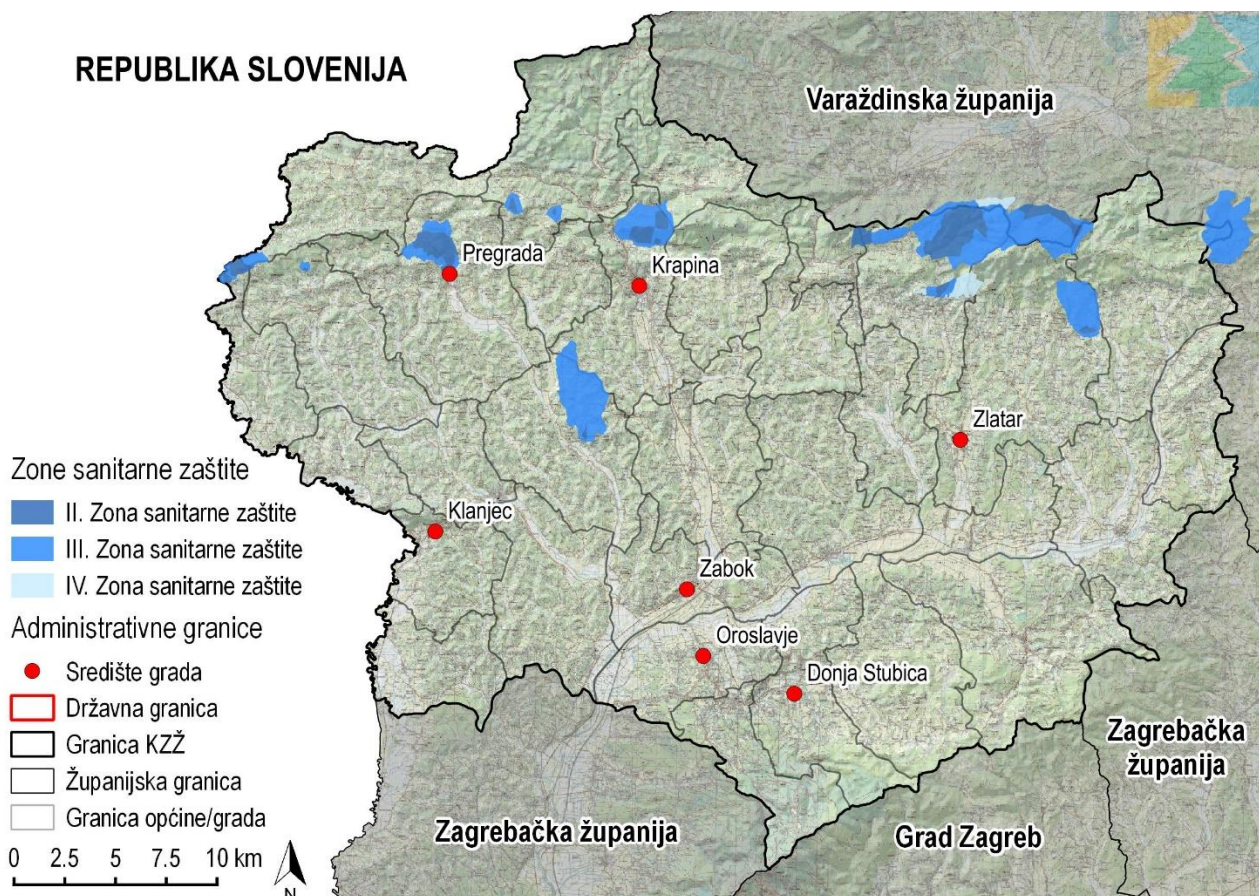 REPUBLIKA SLOVENIJA
Varaždinska županija
Pregrada
Krapina
Zlatar
Zone sanitarne zaštite
II. Zona sanitarne zaštite
III. Zona sanitarne zaštite
IV. Zona sanitarne zaštite
Klanjec
Zabok
Administrativne granice
Oroslavje
Središte grada
Donja Stubica
Državna granica
Granica KZŽ
Zagrebačka
županija
Županijska granica
Granica općine/grada
Zagrebačka županija
Grad Zagreb
0 2.5 5 7.5 10 km
N